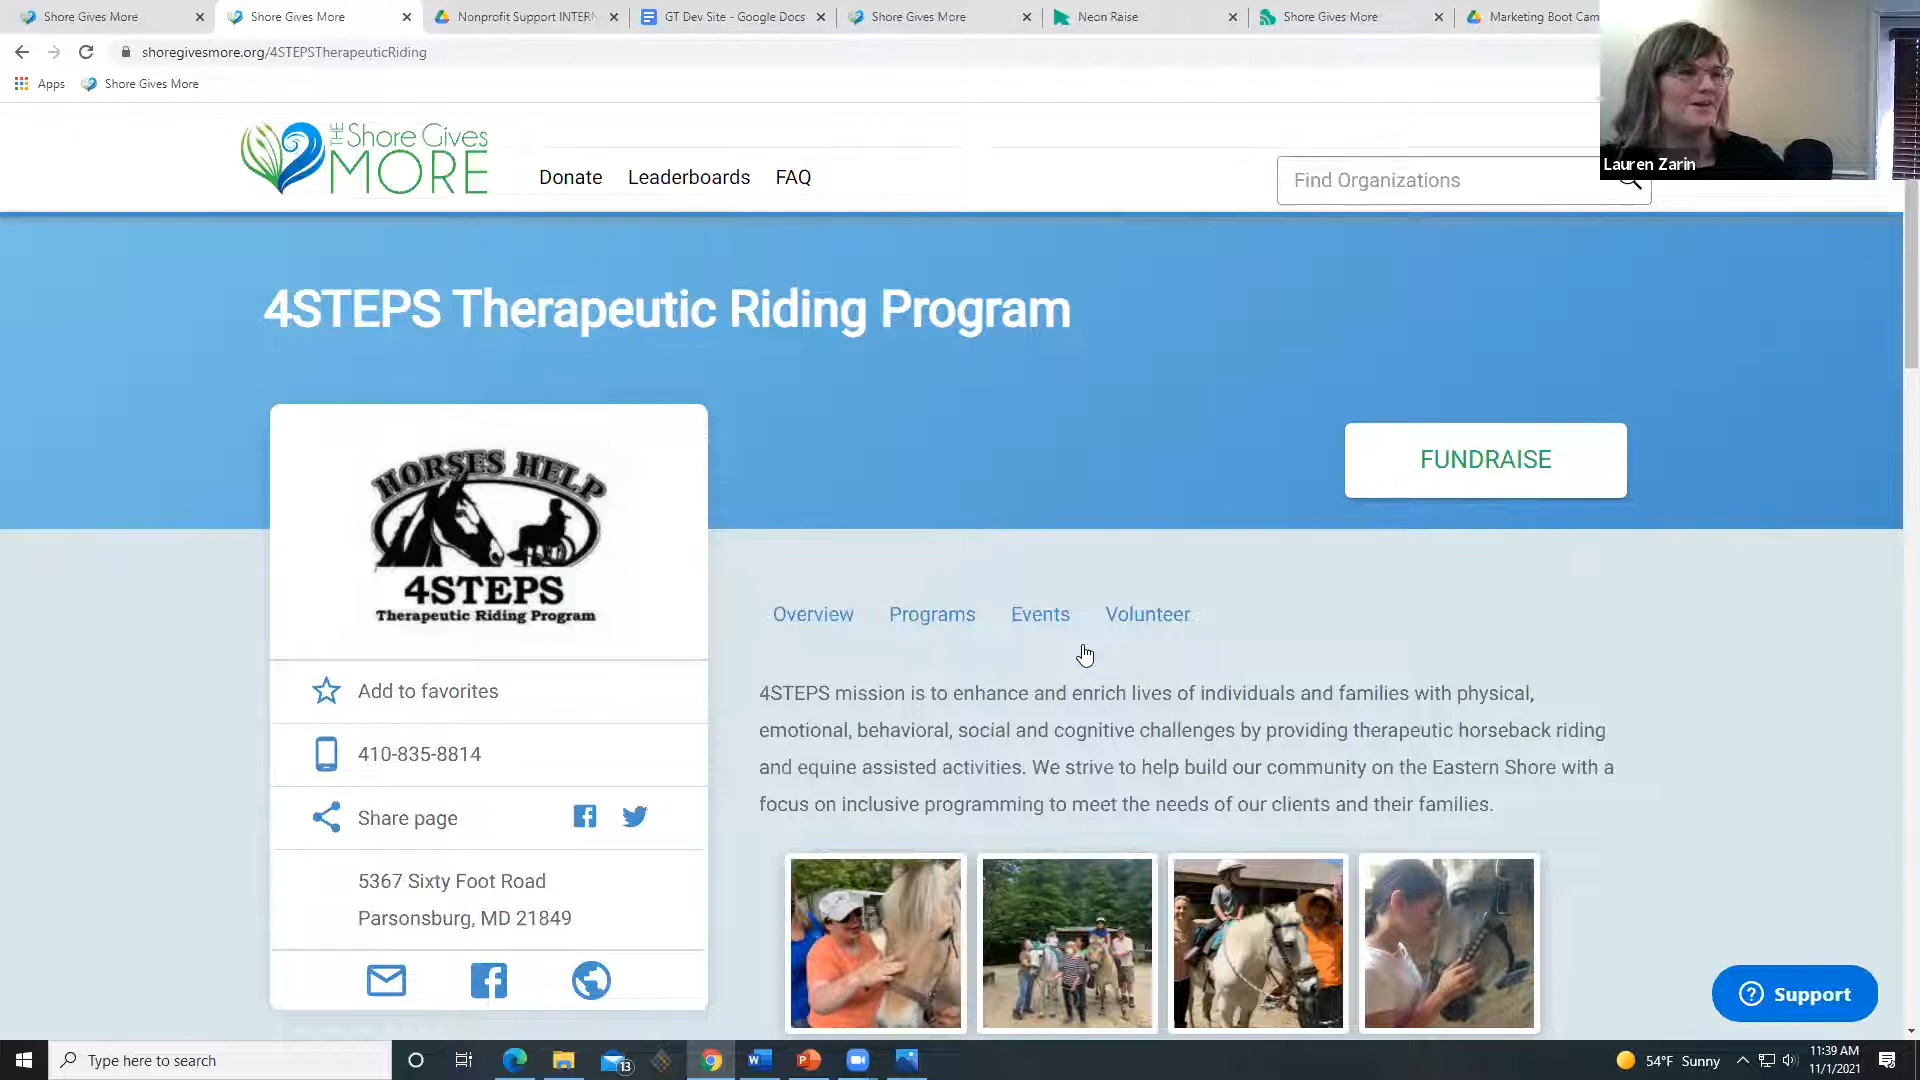 Shore Gives More
Shore Gives More
Nonprofit Support INTERN
GT Dev Site - Google Docs
Shore Gives More
Neon Raise
Shore Gives More
Marketing Boot Cam
shoregivesmore.org/4STEPSTherapeuticRiding
Apps
Shore Gives More
Lauren Zarin
THE Shore Gives
MORE
Donate
Leaderboards
FAQ
Find Organizations
4STEPS Therapeutic Riding Program
FUNDRAISE
HORSES HELP
4STEPS
Therapeutic Riding Program
Overview
Programs
Events
Volunteer
Add to favorites
410-835-8814
Share page
5367 Sixty Foot Road
Parsonsburg, MD 21849
4STEPS mission is to enhance and enrich lives of individuals and families with physical,
emotional, behavioral, social and cognitive challenges by providing therapeutic horseback riding
and equine assisted activities. We strive to help build our community on the Eastern Shore with a
focus on inclusive programming to meet the needs of our clients and their families.
Support
Type here to search
13
54°F Sunny
11:39 AM
11/1/2021